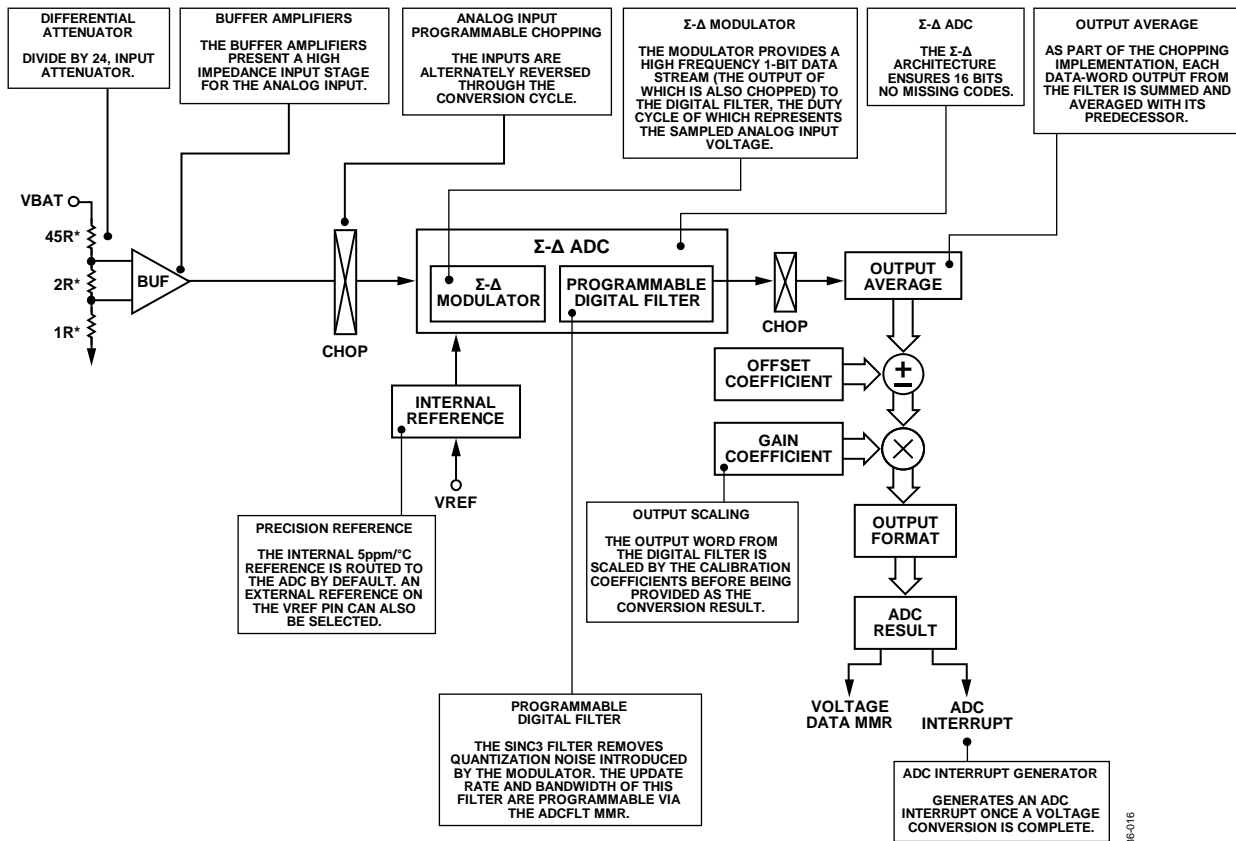 DIFFERENTIAL
ATTENUATOR
DIVIDE BY 24, INPUT
ATTENUATOR.
BUFFER AMPLIFIERS
THE BUFFER AMPLIFIERS
PRESENT A HIGH
IMPEDANCE INPUT STAGE
FOR THE ANALOG INPUT.
ANALOG INPUT
PROGRAMMABLE CHOPPING
THE INPUTS ARE
ALTERNATELY REVERSED
THROUGH THE
CONVERSION CYCLE.
Σ-Δ MODULATOR
THE MODULATOR PROVIDES A
HIGH FREQUENCY 1-BIT DATA
STREAM (THE OUTPUT OF
WHICH IS ALSO CHOPPED) TO
THE DIGITAL FILTER, THE DUTY
CYCLE OF WHICH REPRESENTS
THE SAMPLED ANALOG INPUT
VOLTAGE.
Σ-Δ ADC
THE Σ-Δ
ARCHITECTURE
ENSURES 16 BITS
NO MISSING CODES.
OUTPUT AVERAGE
AS PART OF THE CHOPPING
IMPLEMENTATION, EACH
DATA-WORD OUTPUT FROM
THE FILTER IS SUMMED AND
AVERAGED WITH ITS
PREDECESSOR.
VBAT
45R*
2R*
1R*
BUF
CHOP
Σ-Δ ADC
Σ-Δ
MODULATOR
PROGRAMMABLE
DIGITAL FILTER
CHOP
OUTPUT
AVERAGE
OFFSET
COEFFICIENT
±
INTERNAL
REFERENCE
VREF
GAIN
COEFFICIENT
×
PRECISION REFERENCE
THE INTERNAL 5ppm/°C
REFERENCE IS ROUTED TO
THE ADC BY DEFAULT. AN
EXTERNAL REFERENCE ON
THE VREF PIN CAN ALSO
BE SELECTED.
OUTPUT SCALING
THE OUTPUT WORD FROM
THE DIGITAL FILTER IS
SCALED BY THE CALIBRATION
COEFFICIENTS BEFORE BEING
PROVIDED AS THE
CONVERSION RESULT.
OUTPUT
FORMAT
ADC
RESULT
VOLTAGE
DATA MMR
ADC
INTERRUPT
PROGRAMMABLE
DIGITAL FILTER
THE SINC3 FILTER REMOVES
QUANTIZATION NOISE INTRODUCED
BY THE MODULATOR. THE UPDATE
RATE AND BANDWIDTH OF THIS
FILTER ARE PROGRAMMABLE VIA
THE ADCFLT MMR.
ADC INTERRUPT GENERATOR
GENERATES AN ADC
INTERRUPT ONCE A VOLTAGE
CONVERSION IS COMPLETE.